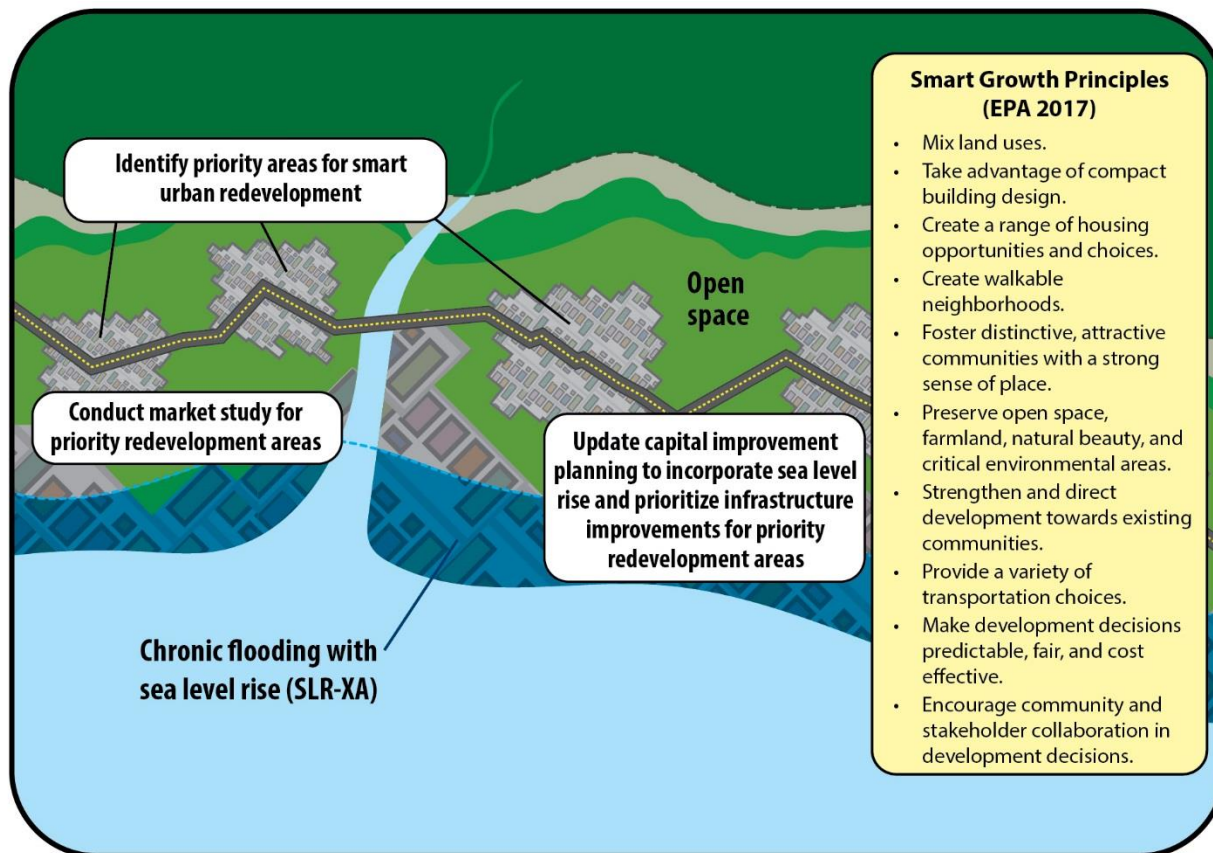 Identify priority areas for smart
urban redevelopment
Open
space
Conduct market study for
priority redevelopment areas
Update capital improvement
planning to incorporate sea level
rise and prioritize infrastructure
improvements for priority
redevelopment areas
Chronic flooding with
sea level rise (SLR-XA)
Smart Growth Principles
(EPA 2017)
• Mix land uses.
• Take advantage of compact
building design.
• Create a range of housing
opportunities and choices.
• Create walkable
neighborhoods.
• Foster distinctive, attractive
communities with a strong
sense of place.
• Preserve open space,
farmland, natural beauty, and
critical environmental areas.
• Strengthen and direct
development towards existing
communities.
• Provide a variety of
transportation choices.
• Make development decisions
predictable, fair, and cost
effective.
• Encourage community and
stakeholder collaboration in
development decisions.